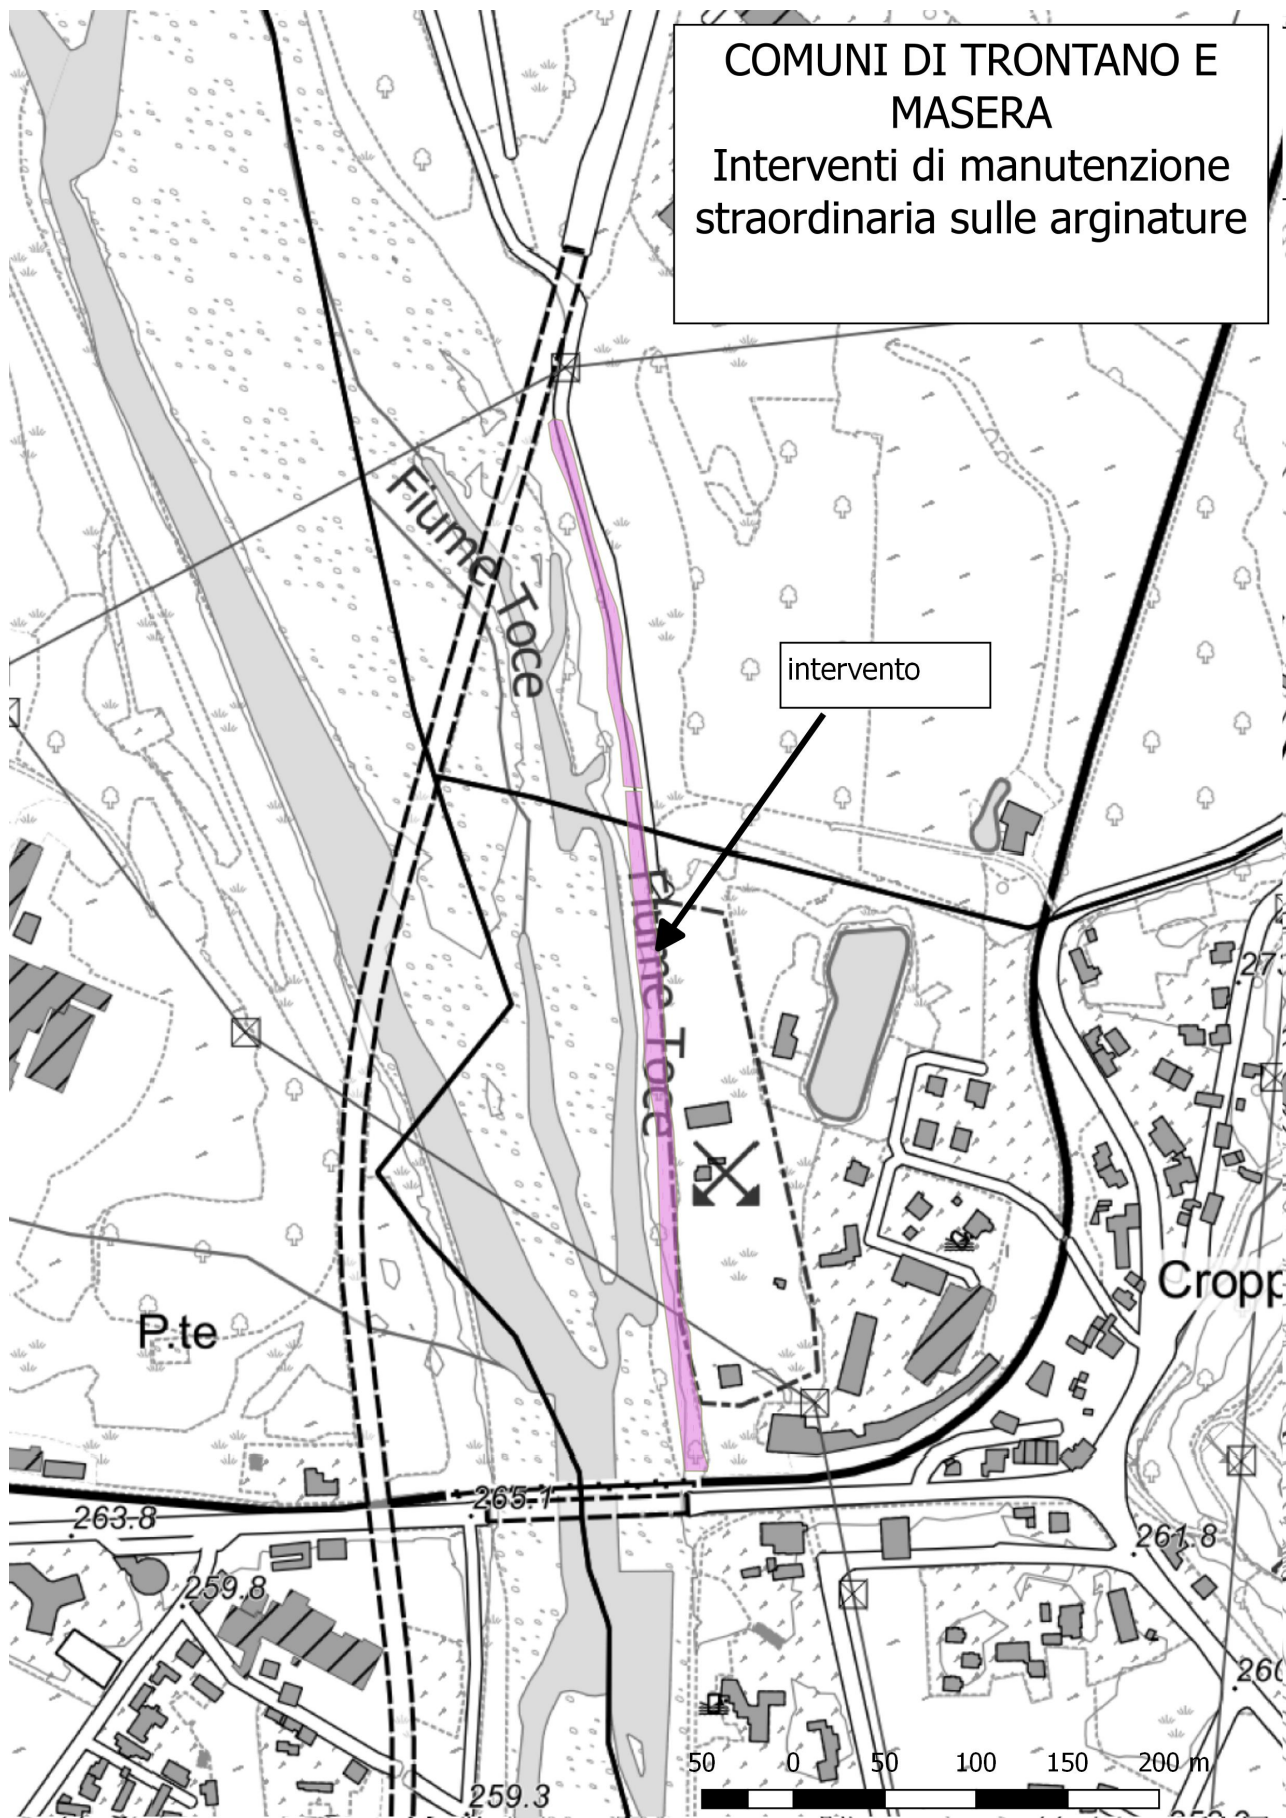 COMUNI DI TRONTANO E
MASERA
Interventi di manutenzione
straordinaria sulle arginature
Fiume Toce
intervento
Fiume Toce
P.te
263.8
265.1
261.8
259.8
259.3
50 0 50 100 150 200 m